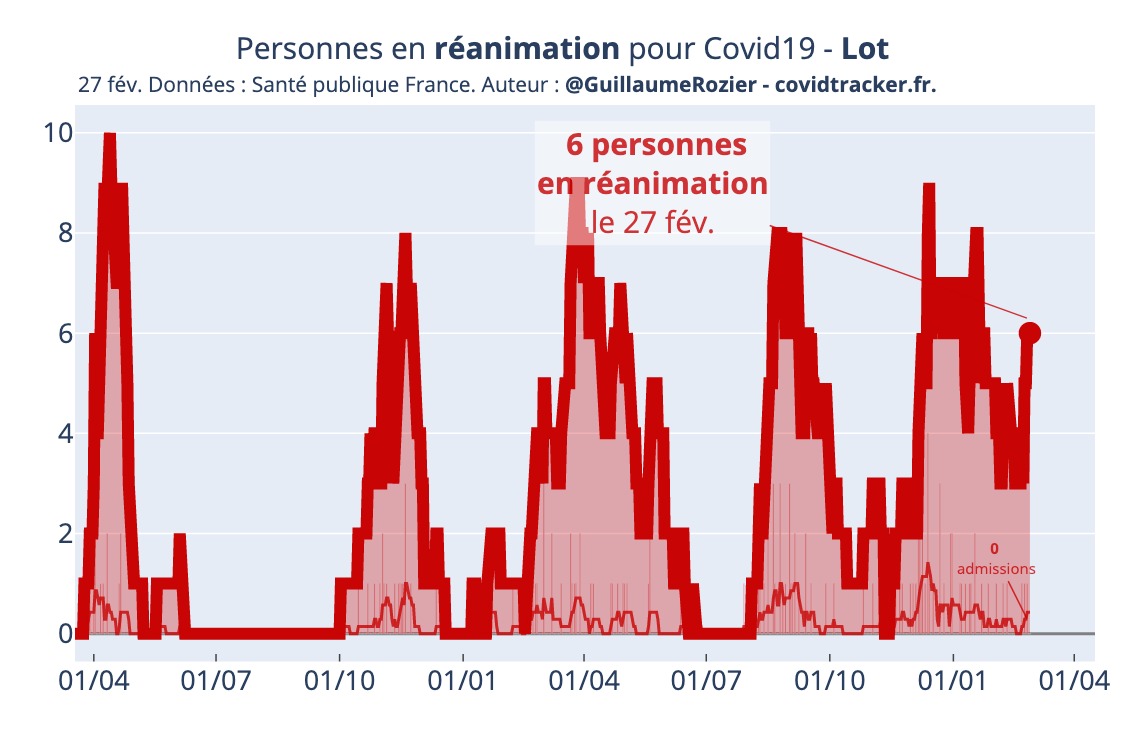 Personnes en réanimation pour Covid19 - Lot
27 fév. Données : Santé publique France. Auteur : @GuillaumeRozier - covidtracker.fr.
10
8
6
4
2
0
6 personnes
en réanimation
le 27 fév.
0
admissions
01/04
01/07
01/10
01/01
01/04
01/07
01/10
01/01
01/04